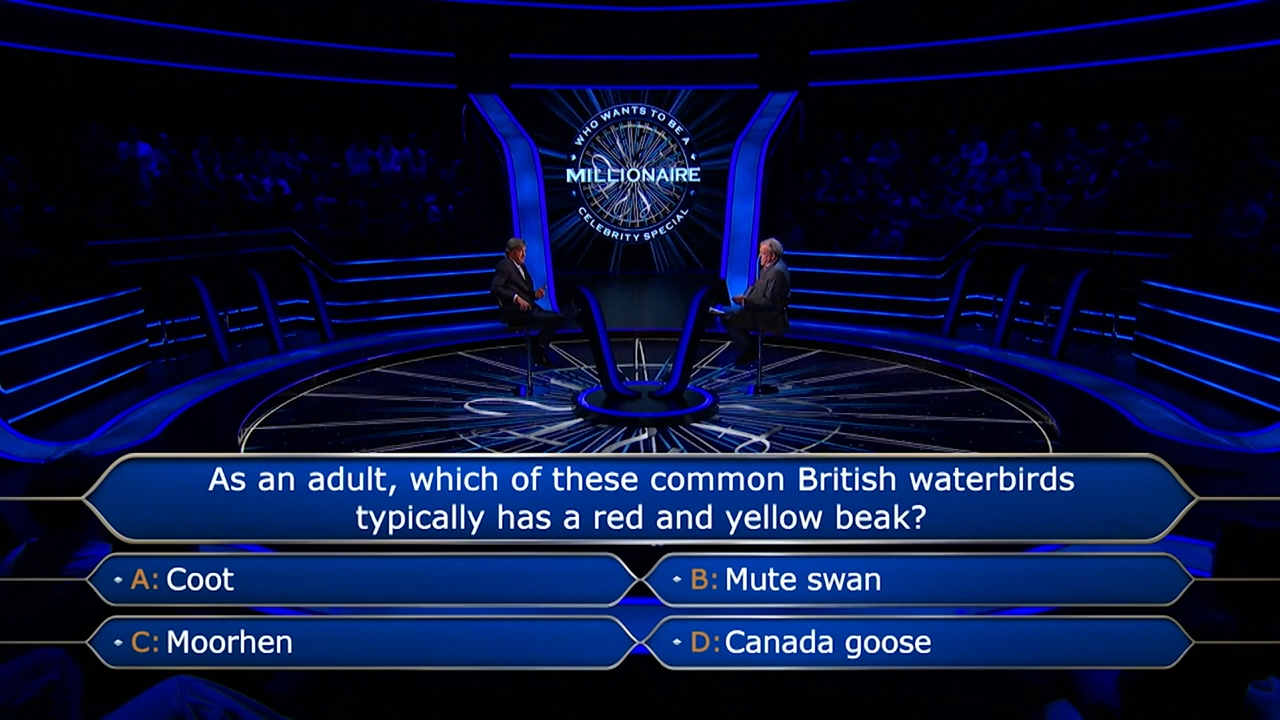 WHO WANTS TO BE A
MILLIONAIRE
CELEBRITY SPECIAL
As an adult, which of these common British waterbirds
typically has a red and yellow beak?
A: Coot
B: Mute swan
C: Moorhen
D: Canada goose